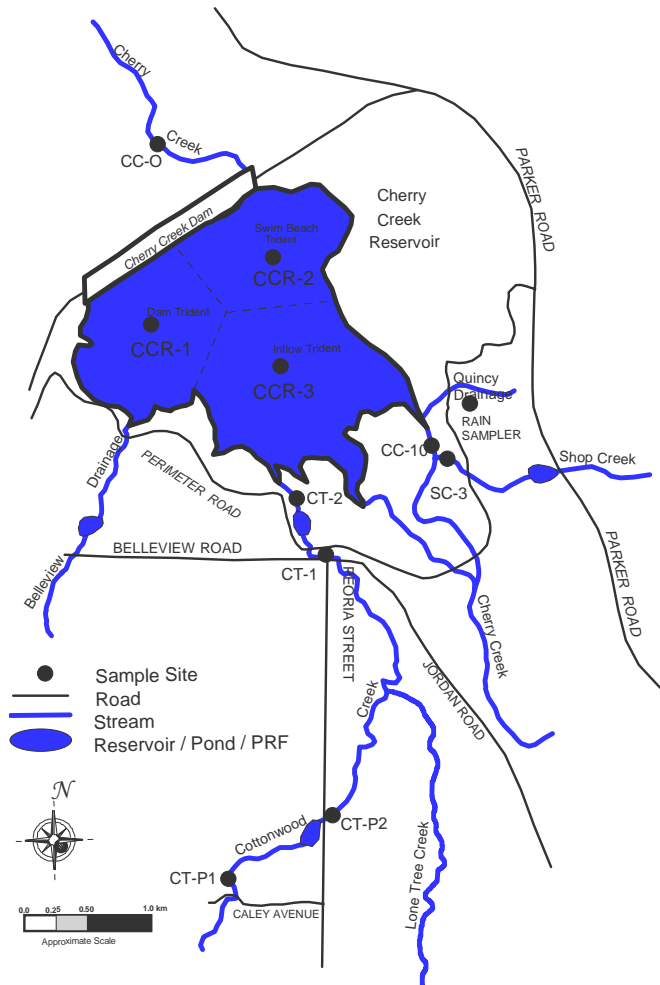 Cherry
Creek
CC-O
PARKER ROAD
Cherry
Creek
Reservoir
Cherry Creek Dam
Swim Beach
Trident
CCR-2
Dam Trident
CCR-1
Inflow Trident
CCR-3
Quincy
Drainage
RAIN
SAMPLER
CC-10
SC-3
Shop Creek
Drainage
Belleview
PERIMETER ROAD
CT-2
BELLEVIEW ROAD
CT-1
PEORIA STREET
PARKER ROAD
Cherry Creek
JORDAN ROAD
Creek
Cottonwood
CT-P2
CT-P1
CALEY AVENUE
Lone Tree Creek
Sample Site
Road
Stream
Reservoir / Pond / PRF
N
0.0 0.25 0.50 1.0 km
Approximate Scale